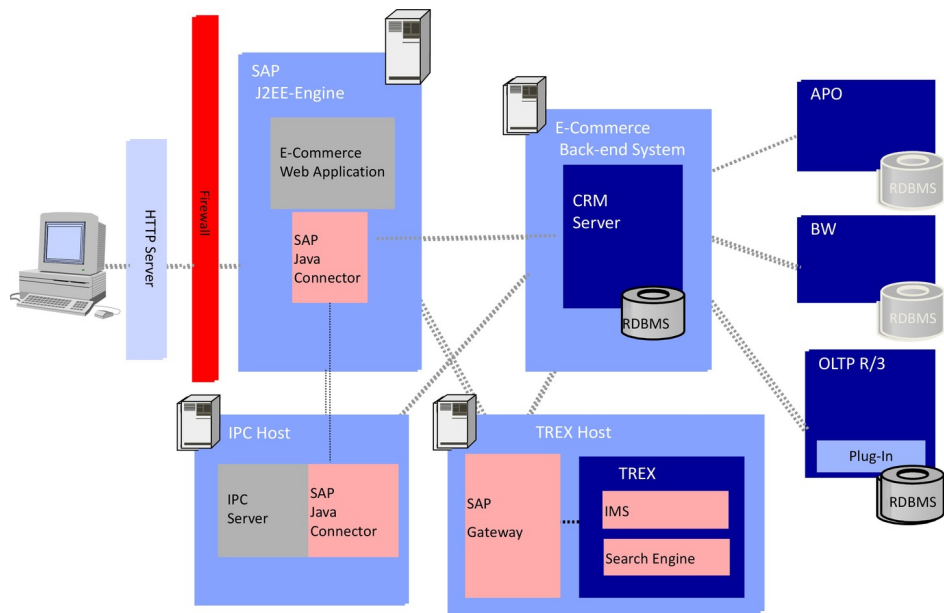 SAP
J2EE-Engine
E-Commerce
Web Application
SAP
Java
Connector
HTTP Server
Firewall
E-Commerce
Back-end System
CRM
Server
RDBMS
APO
RDBMS
BW
RDBMS
OLTP R/3
Plug-In
RDBMS
IPC Host
IPC
Server
SAP
Java
Connector
TREX Host
SAP
Gateway
TREX
IMS
Search Engine